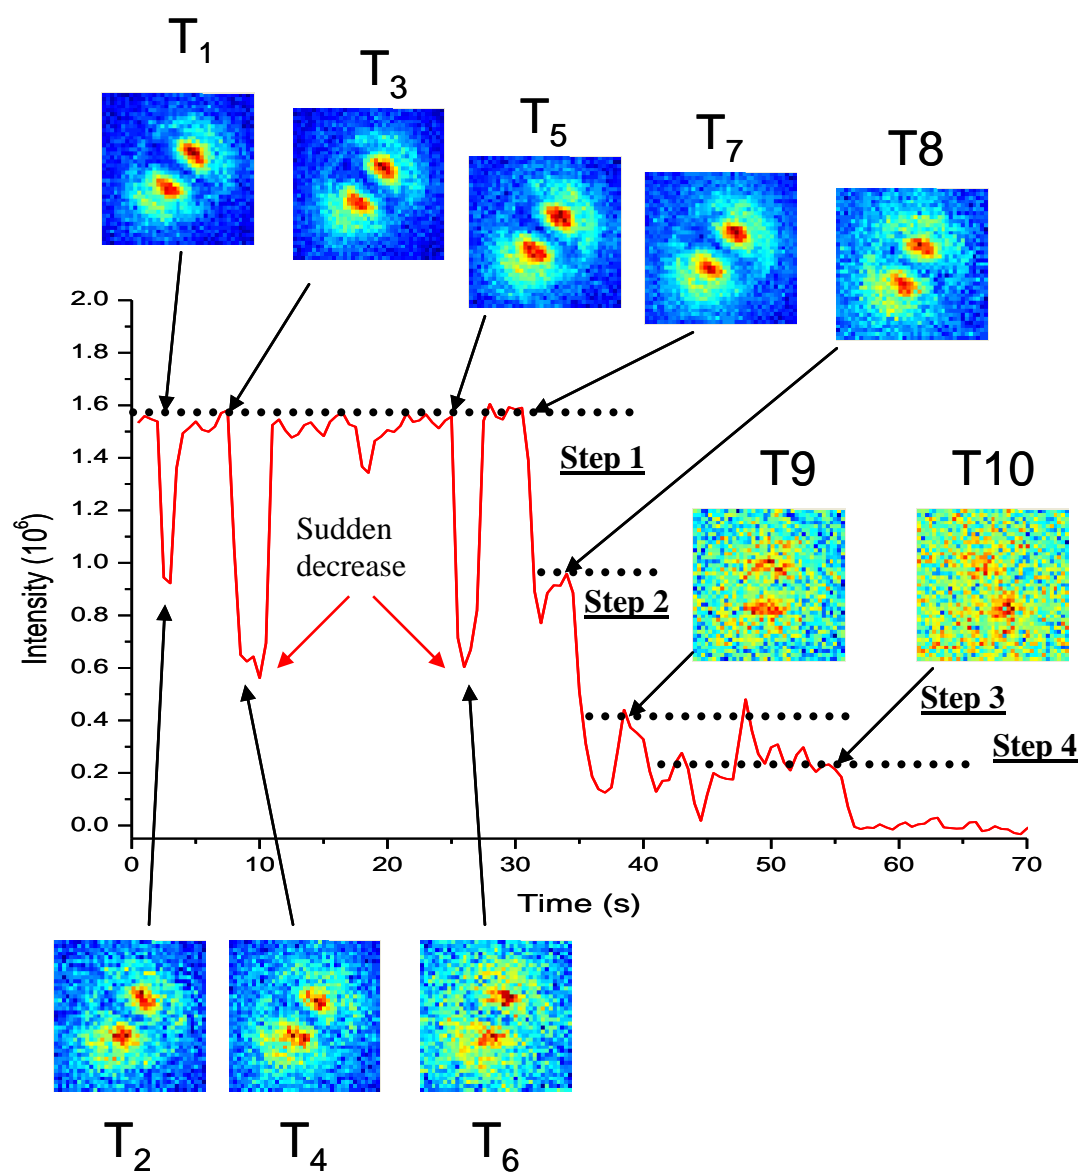 T1
T3
T5
T7
T8
2.0
1.8
1.6
1.4
1.2
1.0
0.8
0.6
0.4
0.2
0.0
Intensity (10^6)
Step 1
T9
T10
Sudden
decrease
Step 2
Step 3
Step 4
0 10 20 30 40 50 60 70
Time (s)
T2
T4
T6